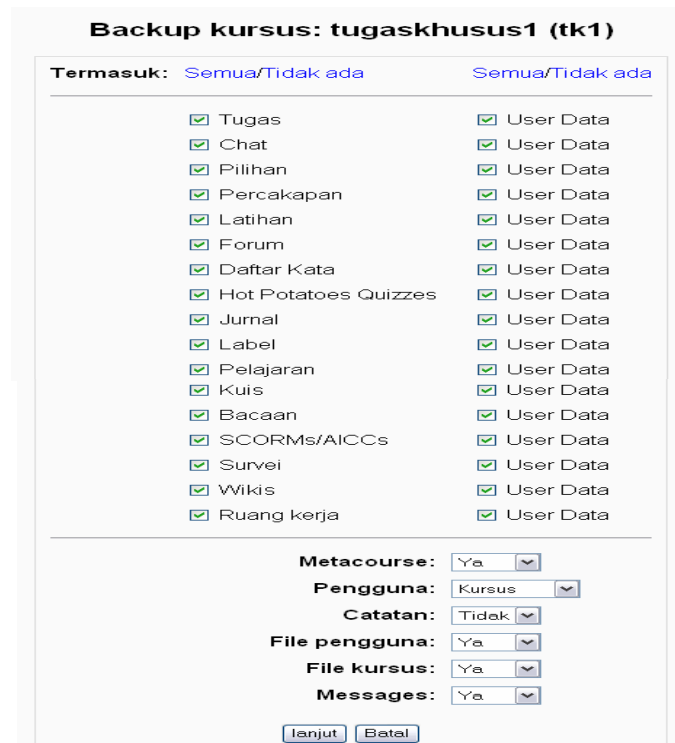 Backup kursus: tugaskhusus1 (tk1)
Termasuk: Semua/Tidak ada Semua/Tidak ada
Tugas User Data
Chat User Data
Pilihan User Data
Percakapan User Data
Latihan User Data
Forum User Data
Daftar Kata User Data
Hot Potatoes Quizzes User Data
Jurnal User Data
Label User Data
Pelajaran User Data
Kuis User Data
Bacaan User Data
SCORMs/AICCs User Data
Survei User Data
Wikis User Data
Ruang kerja User Data
Metacourse: Ya
Pengguna: Kursus
Catatan: Tidak
File pengguna: Ya
File kursus: Ya
Messages: Ya
lanjut Batal